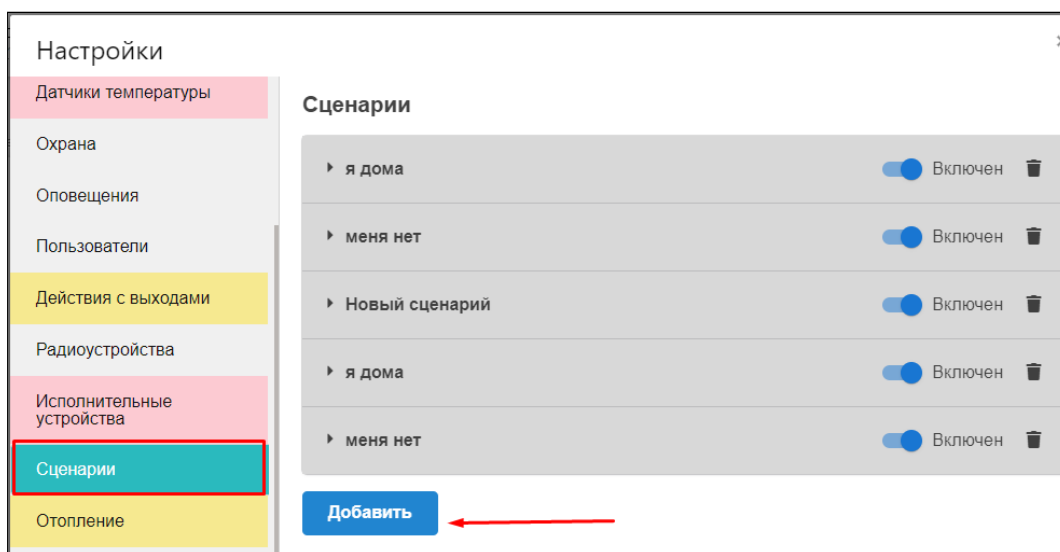 Настройки
Датчики температуры
Охрана
Оповещения
Пользователи
Действия с выходами
Радиоустройства
Исполнительные
устройства
Сценарии
Отопление
Сценарии
я дома Включен
меня нет Включен
Новый сценарий Включен
я дома Включен
меня нет Включен
Добавить